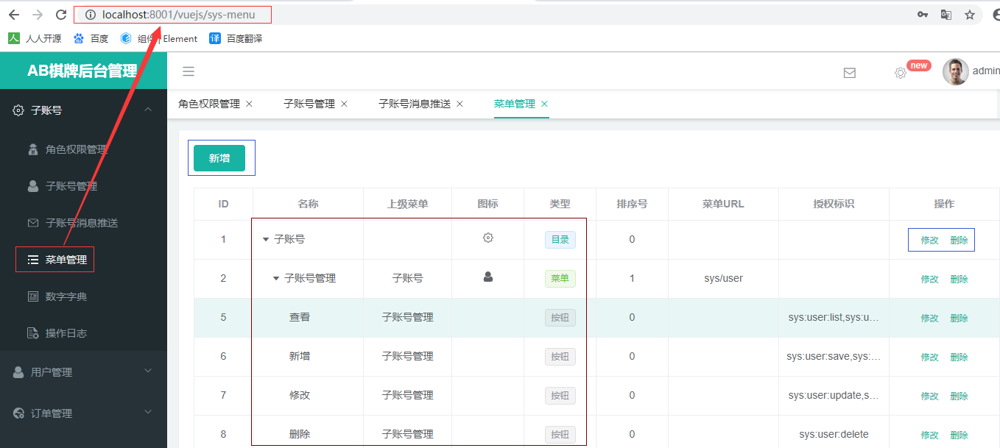 localhost:8001/vuejs/sys-menu
人人开源 百度 组件 | Element 译 百度翻译
AB棋牌后台管理 new admin
角色权限管理 子账号管理 子账号消息推送 菜单管理
子账号
角色权限管理
子账号管理
子账号消息推送
菜单管理
数字字典
操作日志
用户管理
订单管理
新增
ID 名称 上级菜单 图标 类型 排序号 菜单URL 授权标识 操作
1 子账号 目录 0 修改 删除
2 子账号管理 子账号 菜单 1 sys/user 修改 删除
5 查看 子账号管理 按钮 0 sys:user:list,sys:u... 修改 删除
6 新增 子账号管理 按钮 0 sys:user:save,sys:... 修改 删除
7 修改 子账号管理 按钮 0 sys:user:update,s... 修改 删除
8 删除 子账号管理 按钮 0 sys:user:delete 修改 删除